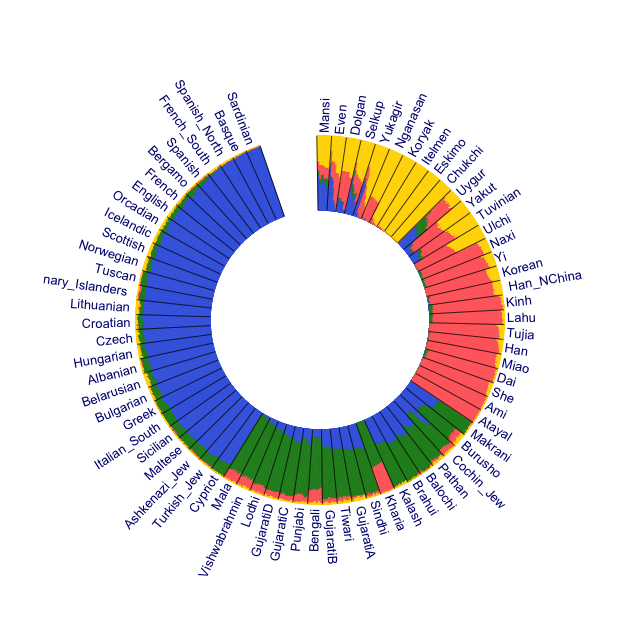 Mansi
Even
Dolgan
Selkup
Yukagir
Nganasan
Koryak
Itelmen
Eskimo
Chukchi
Uygur
Yakut
Tuvinian
Ulchi
Naxi
Yi
Korean
Han_NChina
Kinh
Lahu
Tujia
Han
Miao
Dai
She
Ami
Atayal
Makrani
Burusho
Cochin_Jew
Pathan
Balochi
Brahui
Kalash
Kharia
Sindhi
GujaratiA
Tiwari
GujaratiB
Bengali
Punjabi
GujaratiC
GujaratiD
Lodhi
Vishwabrahmin
Mala
Cypriot
Turkish_Jew
Ashkenazi_Jew
Maltese
Sicilian
Italian_South
Greek
Bulgarian
Belarusian
Albanian
Hungarian
Czech
Croatian
Lithuanian
nary_Islanders
Tuscan
Norwegian
Scottish
Icelandic
Orcadian
English
French
Bergamo
Spanish
French_South
Spanish_North
Basque
Sardinian